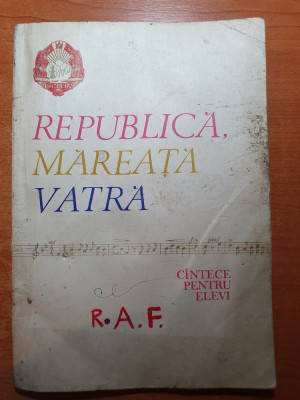 REPUBLICĂ,
MĂREAȚĂ
VATRĂ
CÎNTECE
PENTRU
ELEVI
R.A.F.